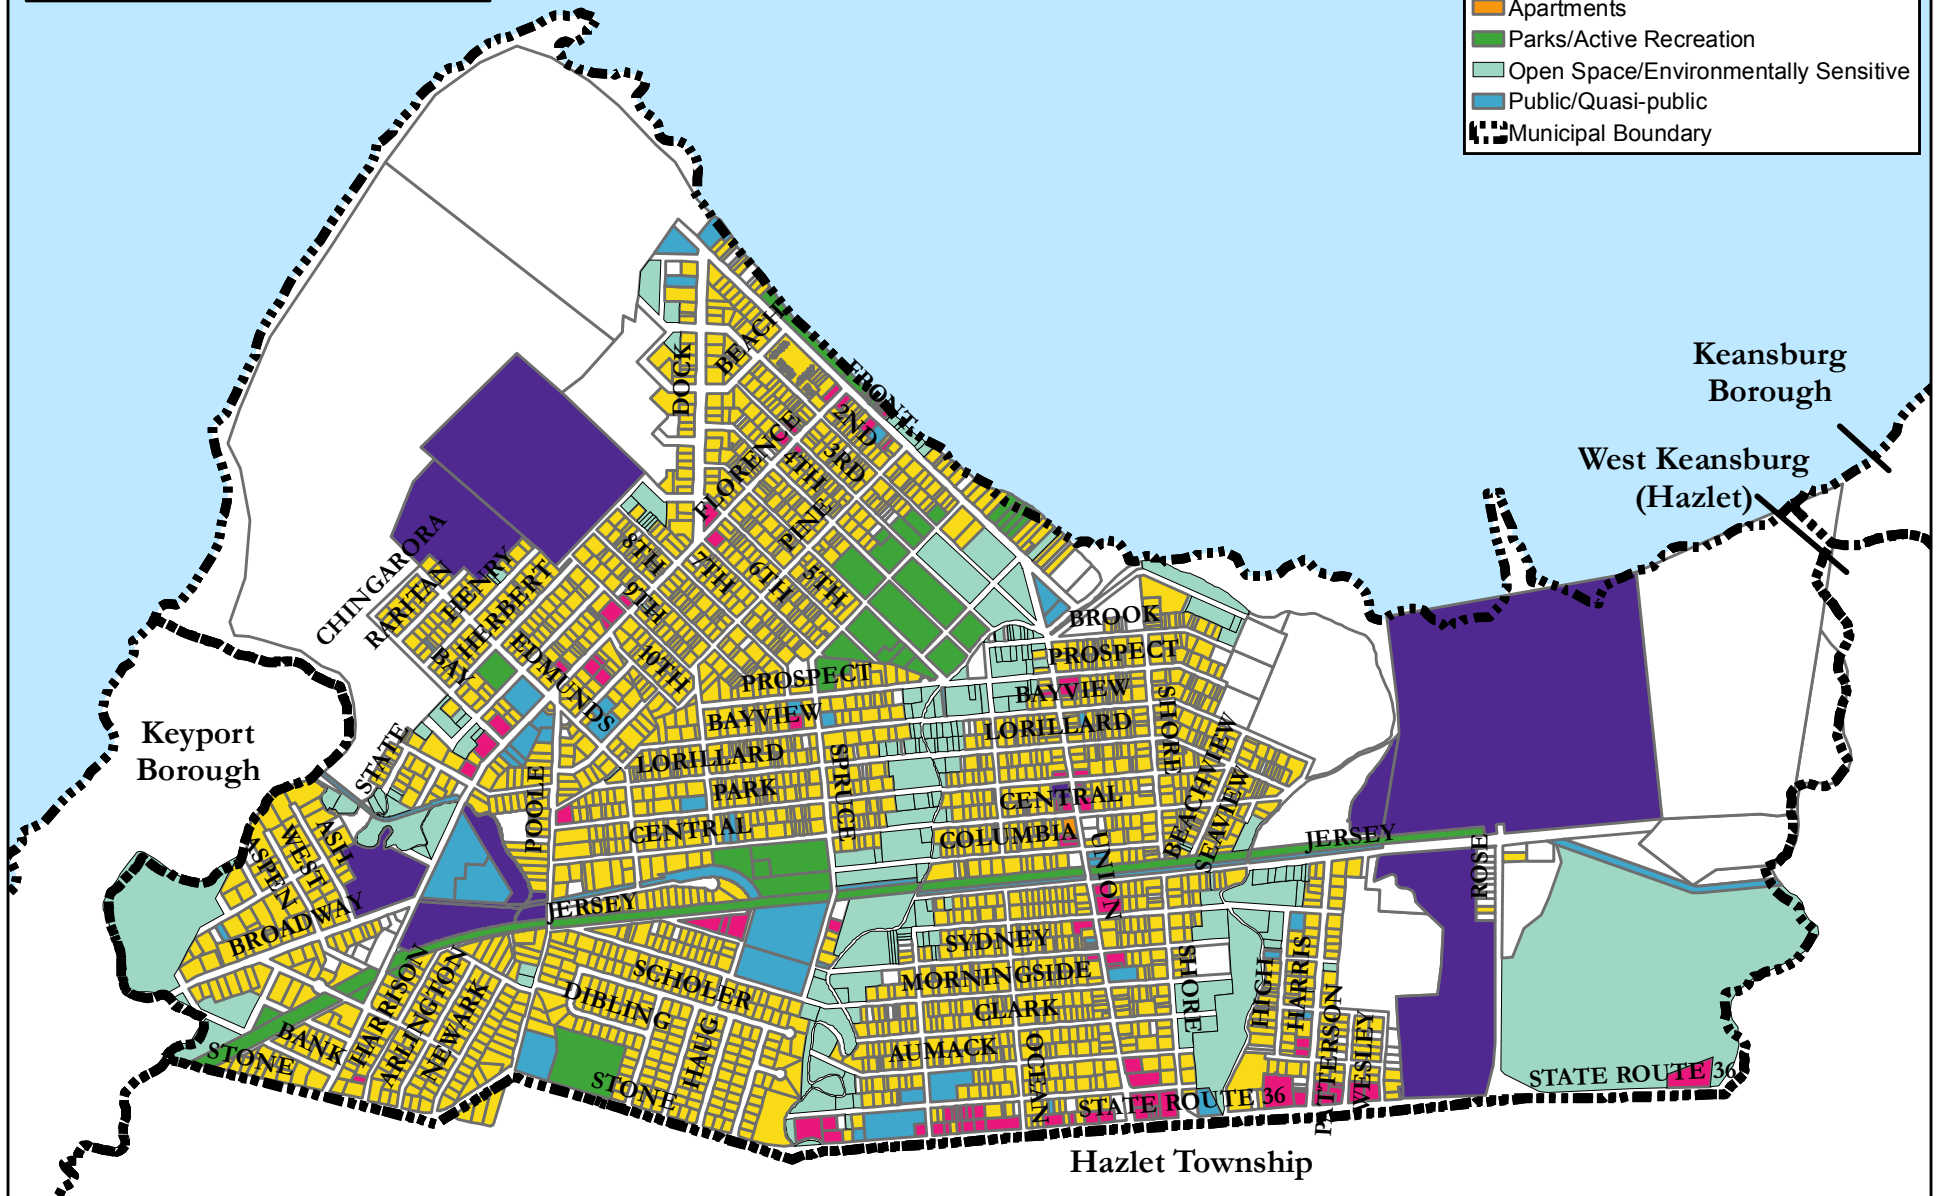 Apartments
Parks/Active Recreation
Open Space/Environmentally Sensitive
Public/Quasi-public
Municipal Boundary
Keansburg
Borough
West Keansburg
(Hazlet)
Keyport
Borough
Hazlet Township
BEACH
FRONT
DOCK
2ND
FLORENCE
3RD
4TH
PINE
CHINGARORA
RARITAN
HENRY
HERBERT
8TH
7TH
6TH
5TH
9TH
BAY
EDMUNDS
10TH
BROOK
PROSPECT
PROSPECT
BAYVIEW
BAYVIEW
LORILLARD
LORILLARD
SHORE
STATE
POOLE
PARK
SPRUCE
CENTRAL
CENTRAL
COLUMBIA
BEACHVIEW
SEAVIEW
JERSEY
UNION
ROSE
ASH
WEST
ASPEN
BROADWAY
JERSEY
SYDNEY
SCHOLER
MORNINGSIDE
DIBLING
CLARK
SHORE
HIGH
HARRIS
PATTERSON
WESLEY
HARRISON
ARLINGTON
NEWARK
BANK
STONE
HAUG
STONE
AUMACK
OCEAN
STATE ROUTE 36
STATE ROUTE 36